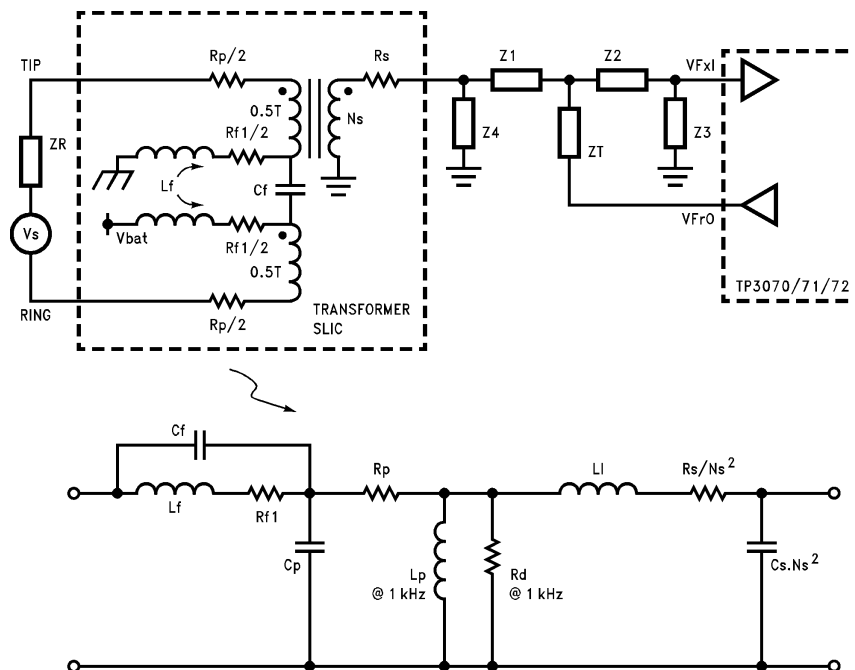 TIP
Rp/2
Rs
Z1
Z2
VFxI
0.5T
Ns
Rf1/2
ZR
Z4
ZT
Z3
Lf
Cf
Vs
Vbat
VFrO
Rf1/2
0.5T
RING
Rp/2
TRANSFORMER
SLIC
TP3070/71/72
Cf
Rp
Ll
Rs/Ns²
Lf
Rf1
Cp
Lp
@ 1 kHz
Rd
@ 1 kHz
Cs.Ns²